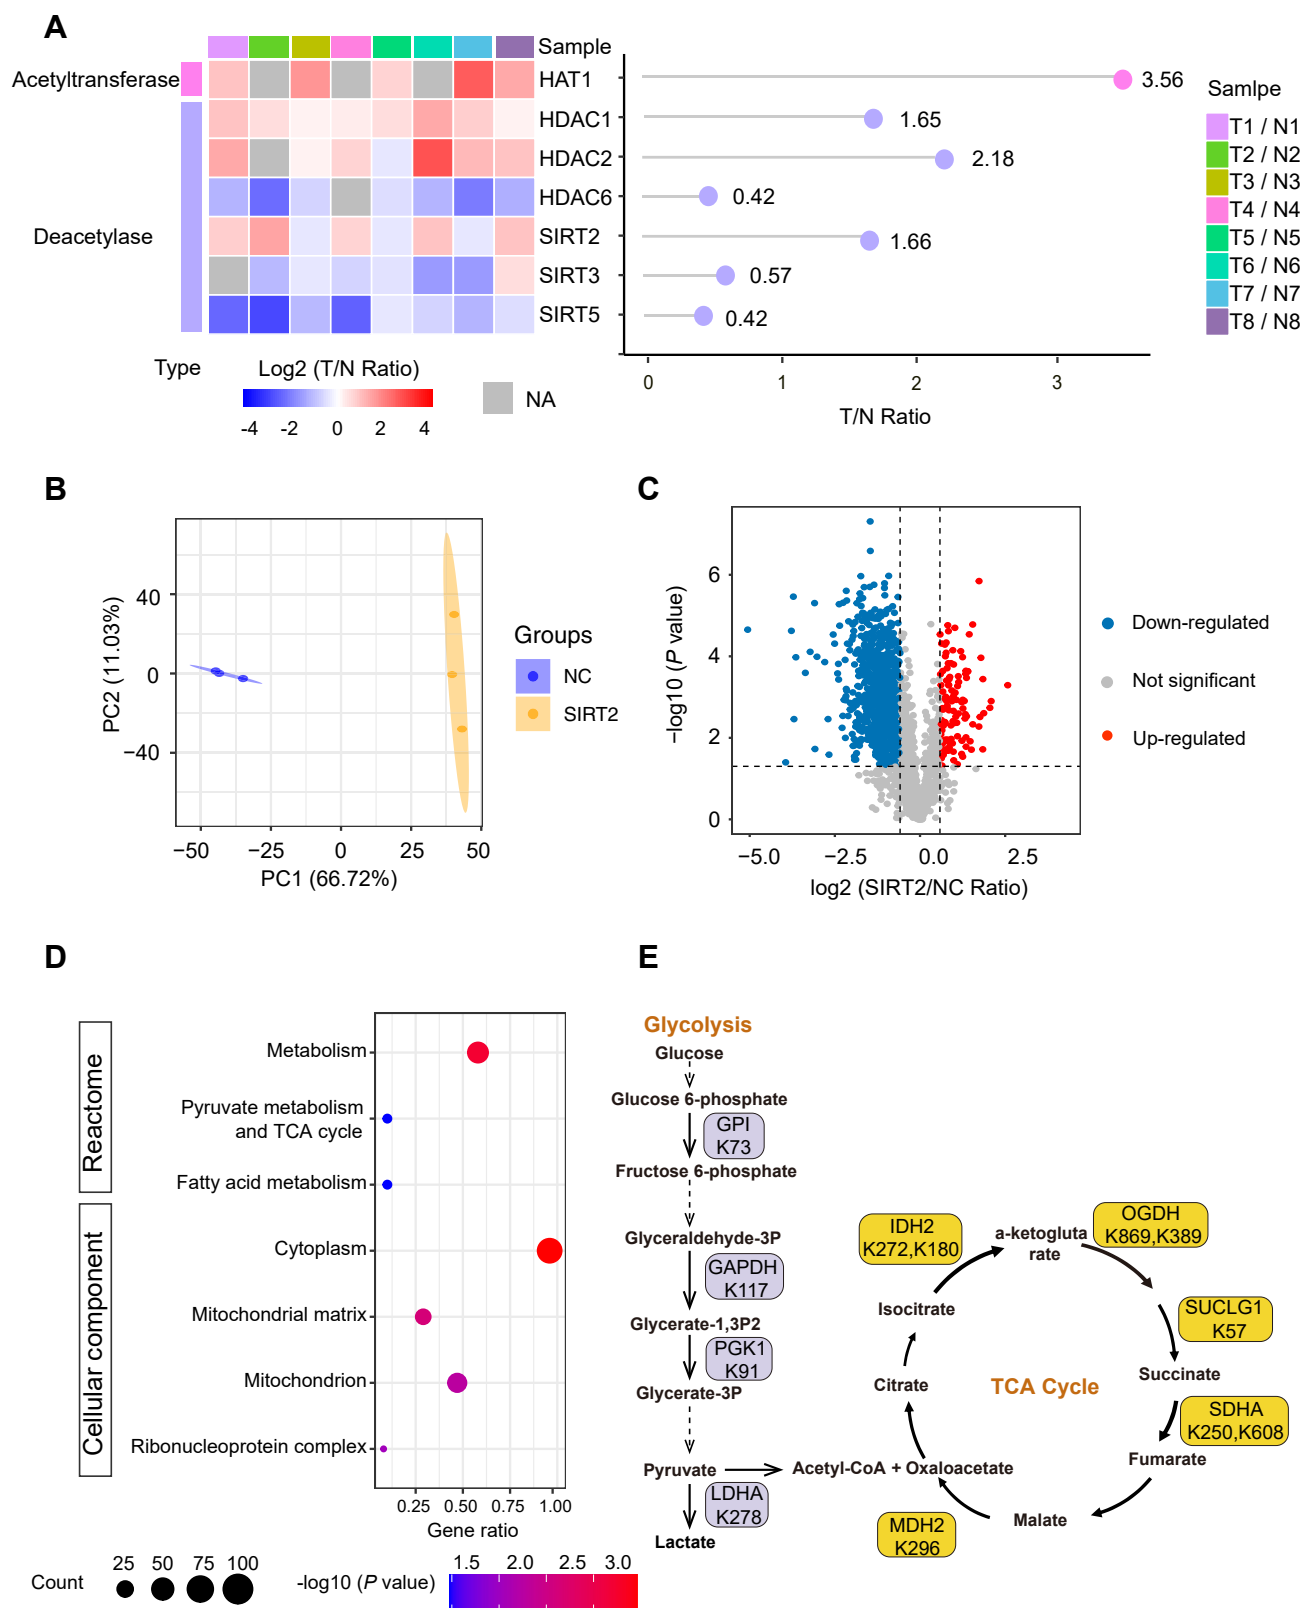 A
Sample
Acetyltransferase
HAT1
HDAC1
HDAC2
HDAC6
Deacetylase
SIRT2
SIRT3
SIRT5
Type
Log2 (T/N Ratio)
-4 -2 0 2 4
NA
3.56
1.65
2.18
0.42
1.66
0.57
0.42
0 1 2 3
T/N Ratio
Samlpe
T1 / N1
T2 / N2
T3 / N3
T4 / N4
T5 / N5
T6 / N6
T7 / N7
T8 / N8
B
PC2 (11.03%)
40
0
−40
−50 −25 0 25 50
PC1 (66.72%)
Groups
NC
SIRT2
C
−log10 (P value)
6
4
2
0
−5.0 −2.5 0.0 2.5
log2 (SIRT2/NC Ratio)
Down-regulated
Not significant
Up-regulated
D
Reactome
Metabolism
Pyruvate metabolism
and TCA cycle
Fatty acid metabolism
Cellular component
Cytoplasm
Mitochondrial matrix
Mitochondrion
Ribonucleoprotein complex
0.25 0.50 0.75 1.00
Gene ratio
Count
25 50 75 100
-log10 (P value)
1.5 2.0 2.5 3.0
E
Glycolysis
Glucose
Glucose 6-phosphate
GPI
K73
Fructose 6-phosphate
Glyceraldehyde-3P
GAPDH
K117
Glycerate-1,3P2
PGK1
K91
Glycerate-3P
Pyruvate
LDHA
K278
Lactate
Acetyl-CoA + Oxaloacetate
Citrate
Isocitrate
IDH2
K272,K180
a-ketogluta
rate
OGDH
K869,K389
SUCLG1
K57
Succinate
TCA Cycle
SDHA
K250,K608
Fumarate
Malate
MDH2
K296